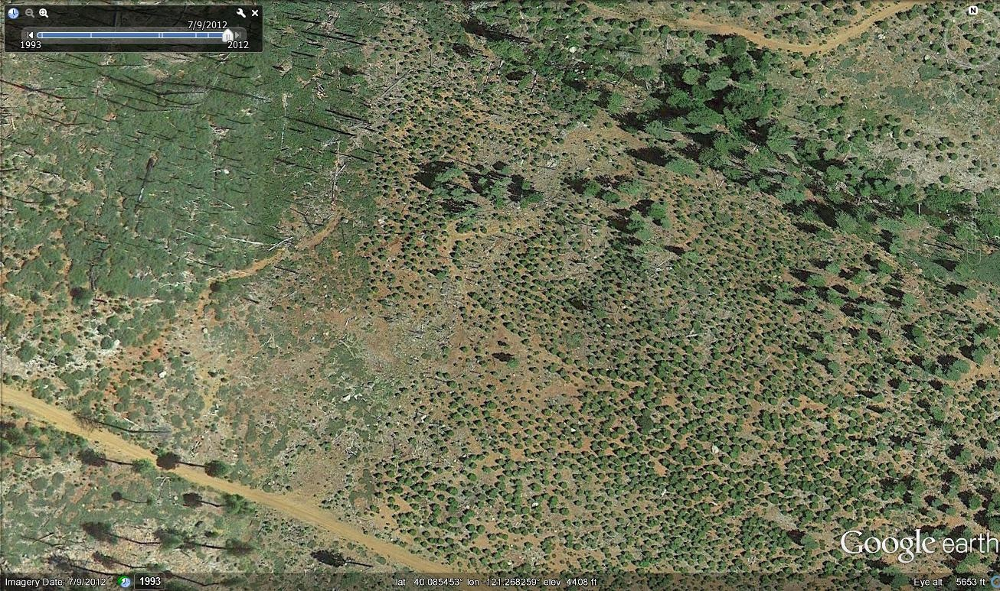 N
7/9/2012
1993
2012
Google earth
Imagery Date: 7/9/2012
1993
lat 40.085453° lon -121.268259° elev 4408 ft
Eye alt 5653 ft